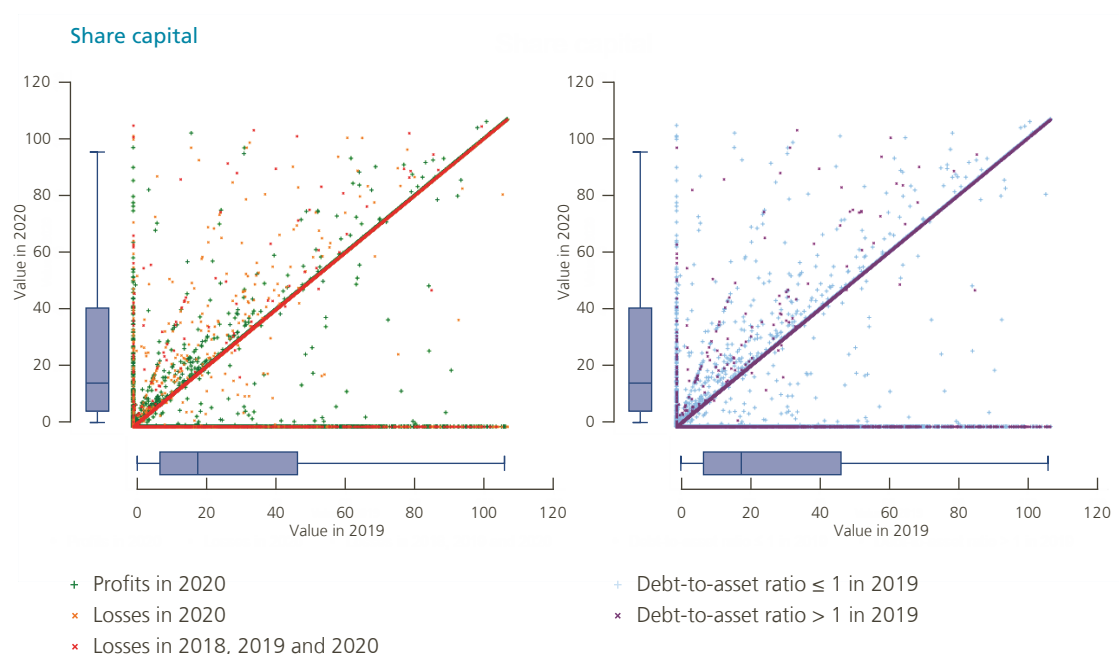 Share capital
120
100
80
60
40
20
0
Value in 2020
0 20 40 60 80 100 120
Value in 2019
120
100
80
60
40
20
0
Value in 2020
0 20 40 60 80 100 120
Value in 2019
+ Profits in 2020
× Losses in 2020
× Losses in 2018, 2019 and 2020
+ Debt-to-asset ratio ≤ 1 in 2019
× Debt-to-asset ratio > 1 in 2019